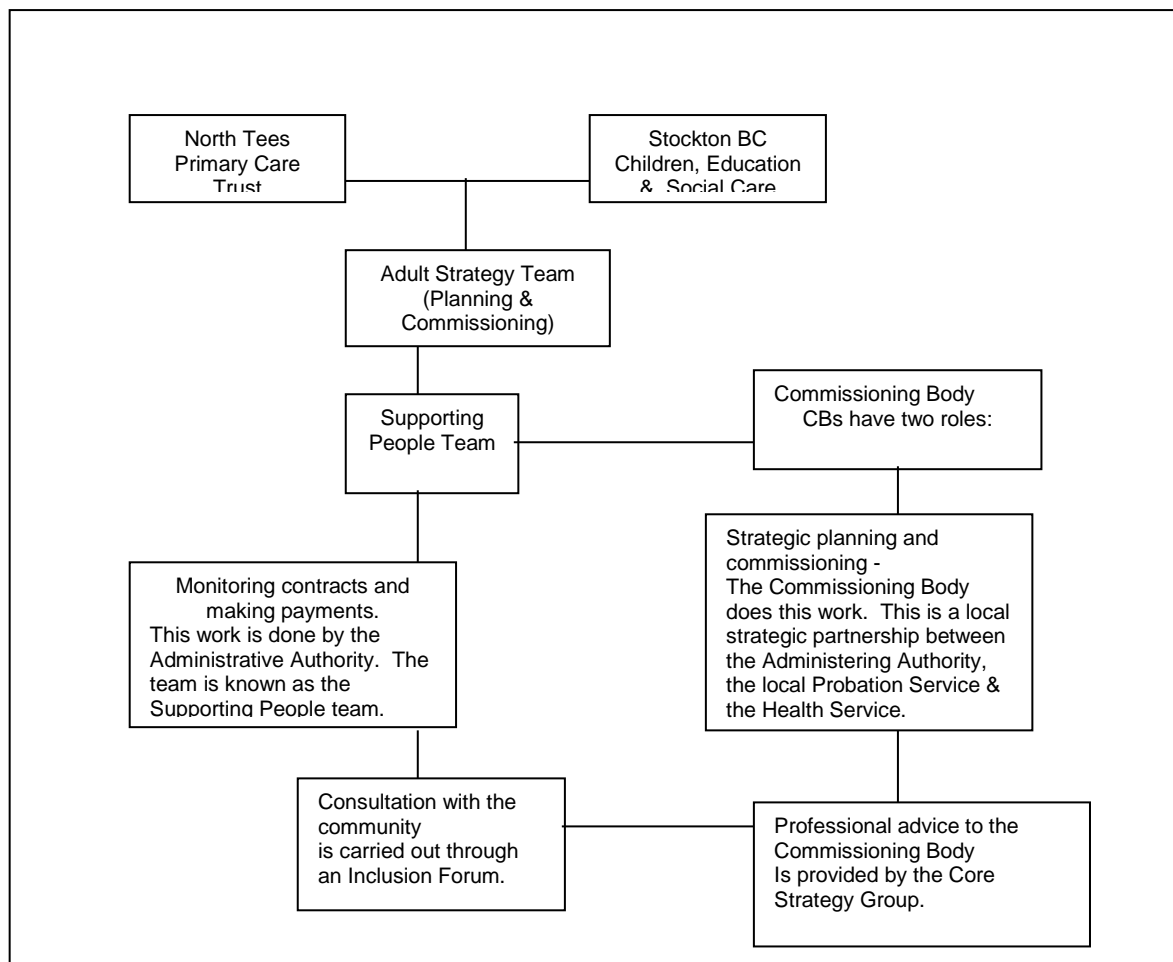 North Tees
Primary Care
Trust
Stockton BC
Children, Education
& Social Care
Adult Strategy Team
(Planning &
Commissioning)
Supporting
People Team
Commissioning Body
CBs have two roles:
Strategic planning and
commissioning -
The Commissioning Body
does this work. This is a local
strategic partnership between
the Administering Authority,
the local Probation Service &
the Health Service.
Monitoring contracts and
making payments.
This work is done by the
Administrative Authority. The
team is known as the
Supporting People team.
Consultation with the
community
is carried out through
an Inclusion Forum.
Professional advice to the
Commissioning Body
Is provided by the Core
Strategy Group.